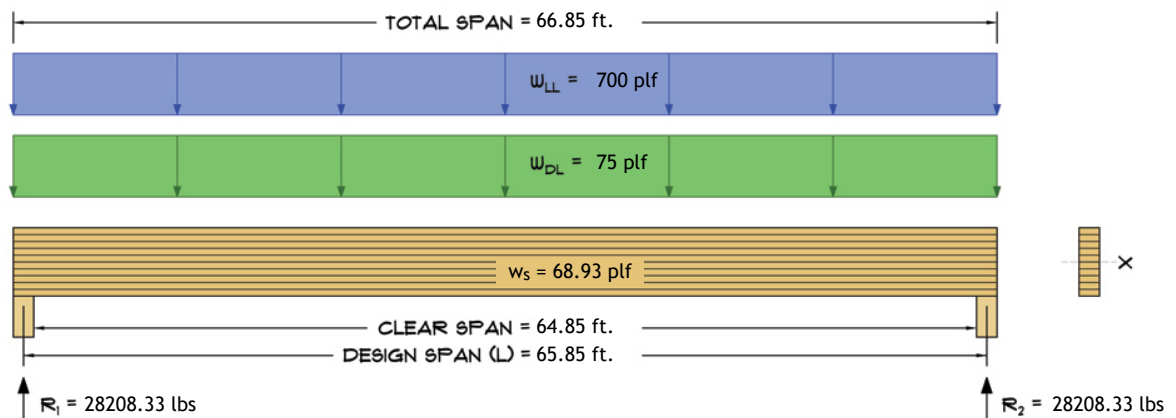 TOTAL SPAN = 66.85 ft.
wLL = 700 plf
wDL = 75 plf
ws = 68.93 plf
X
CLEAR SPAN = 64.85 ft.
DESIGN SPAN (L) = 65.85 ft.
R1 = 28208.33 lbs
R2 = 28208.33 lbs